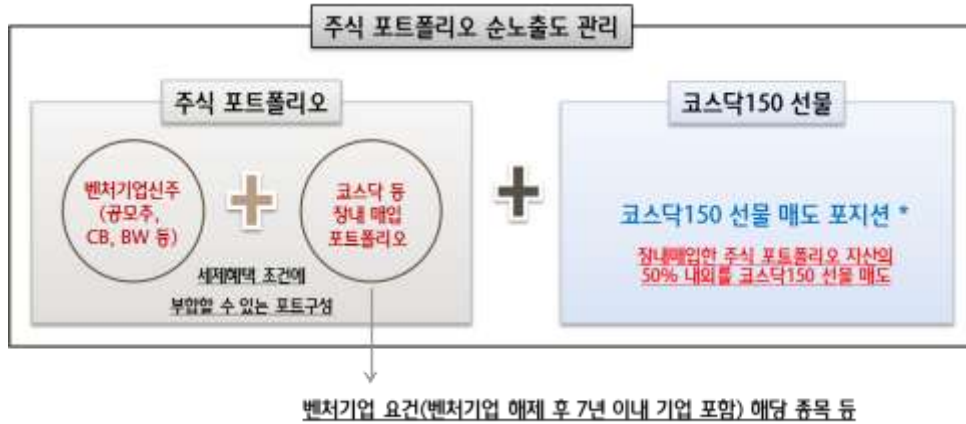 주식 포트폴리오 순노출도 관리
주식 포트폴리오
벤처기업신주
(공모주,
CB, BW 등)
코스닥 등
장내 매입
포트폴리오
세제혜택 조건에
부합할 수 있는 포트구성
코스닥150 선물
코스닥150 선물 매도 포지션 *
장내매입한 주식 포트폴리오 자산의
50% 내외를 코스닥150 선물 매도
벤처기업 요건(벤처기업 해제 후 7년 이내 기업 포함) 해당 종목 등